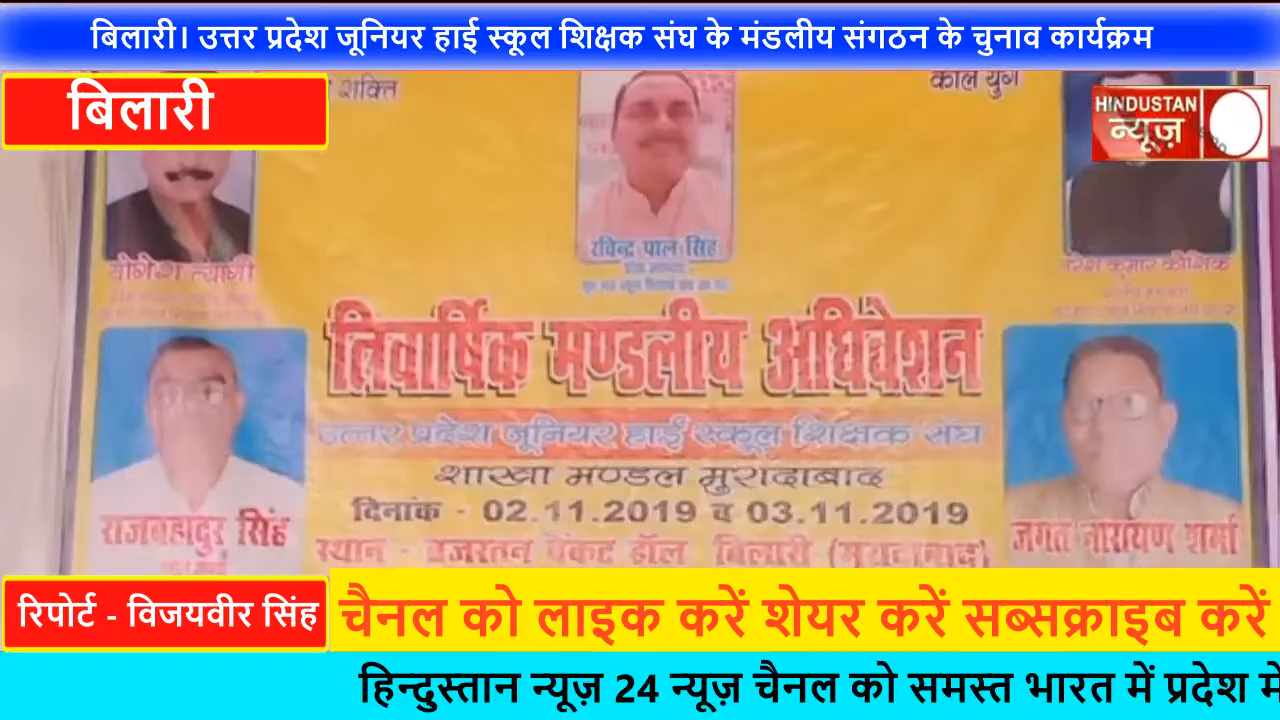 बिलारी। उत्तर प्रदेश जूनियर हाई स्कूल शिक्षक संघ के मंडलीय संगठन के चुनाव कार्यक्रम
बिलारी
शक्ति
HINDUSTAN
न्यूज़
रविन्द्र पाल सिंह
योगेश त्यागी
कुमार कौशिक
त्रिवार्षिक मण्डलीय अधिवेशन
उत्तर प्रदेश जूनियर हाई स्कूल शिक्षक संघ
शाखा मण्डल मुरादाबाद
दिनांक - 02.11.2019 व 03.11.2019
राजबहादुर सिंह
जगत नारायण शर्मा
स्थान - बैंकट हॉल बिलारी (मुरादाबाद)
रिपोर्ट - विजयवीर सिंह
चैनल को लाइक करें शेयर करें सब्सक्राइब करें
हिन्दुस्तान न्यूज़ 24 न्यूज़ चैनल को समस्त भारत में प्रदेश में